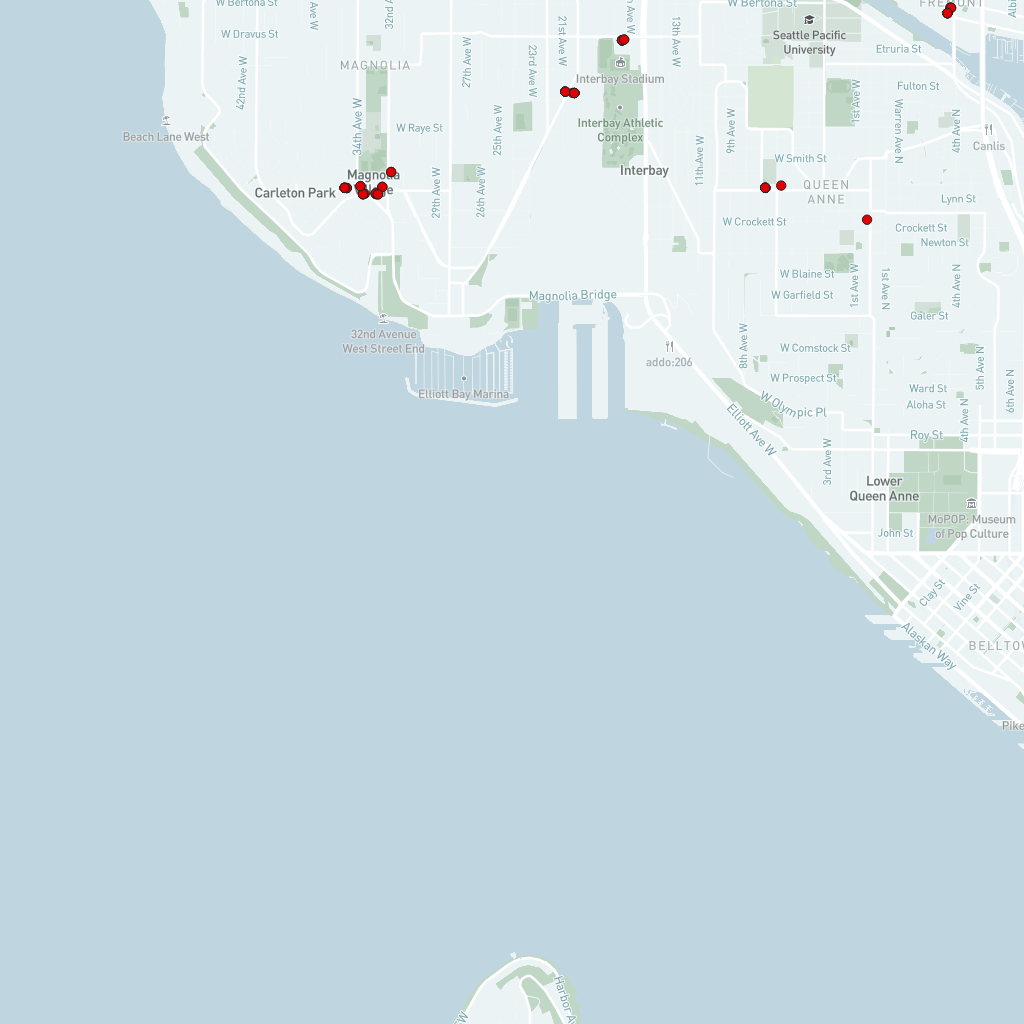 W Bertona St
W Bertona St
FREMONT
W Dravus St
MAGNOLIA
42nd Ave W
34th Ave W
27th Ave W
23rd Ave W
21st Ave W
13th Ave W
Seattle Pacific
University
Etruria St
Interbay Stadium
Fulton St
Beach Lane West
W Raye St
25th Ave W
Interbay Athletic
Complex
9th Ave W
1st Ave W
Warren Ave N
4th Ave N
Canlis
11th Ave W
W Smith St
Carleton Park
29th Ave W
26th Ave W
Interbay
QUEEN
ANNE
Lynn St
W Crockett St
Crockett St
Newton St
W Blaine St
1st Ave W
1st Ave N
4th Ave N
Magnolia Bridge
W Garfield St
Galer St
32nd Avenue
West Street End
addo:206
8th Ave W
W Comstock St
5th Ave N
6th Ave N
Elliott Bay Marina
W Prospect St
Ward St
Aloha St
W Olympic Pl
4th Ave N
Elliott Ave W
3rd Ave W
Roy St
Lower
Queen Anne
MoPOP: Museum
of Pop Culture
John St
Clay St
Vine St
Alaskan Way
BELLTOW
Pike
Harbor A